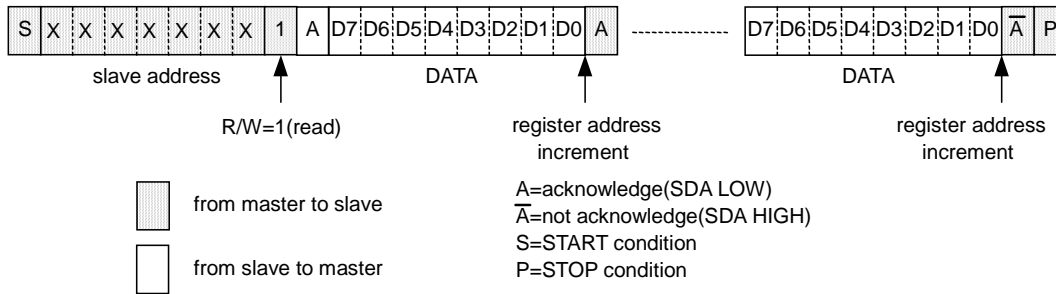 S X X X X X X X 1 A D7 D6 D5 D4 D3 D2 D1 D0 A D7 D6 D5 D4 D3 D2 D1 D0 A̅ P
slave address DATA DATA
R/W=1(read) register address increment register address increment
from master to slave
from slave to master
A=acknowledge(SDA LOW)
A̅=not acknowledge(SDA HIGH)
S=START condition
P=STOP condition